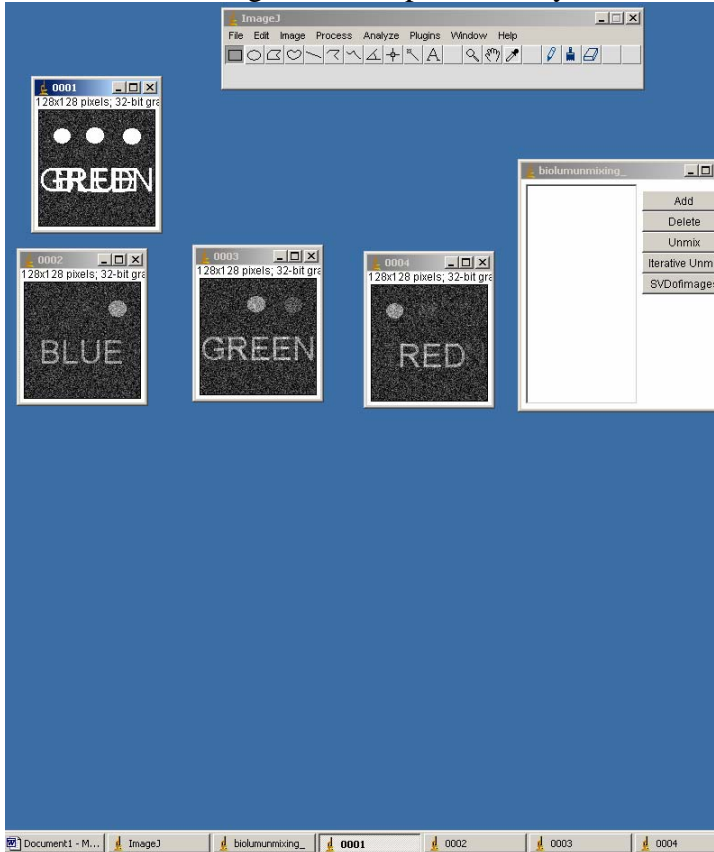 ImageJ
File Edit Image Process Analyze Plugins Window Help
0001
128x128 pixels; 32-bit gra
biolumunmixing_
Add
Delete
Unmix
Iterative Unm
SVDofimages
0002
128x128 pixels; 32-bit gra
BLUE
0003
128x128 pixels; 32-bit gra
GREEN
0004
128x128 pixels; 32-bit gra
RED
Document1 - M... ImageJ biolumunmixing_ 0001 0002 0003 0004